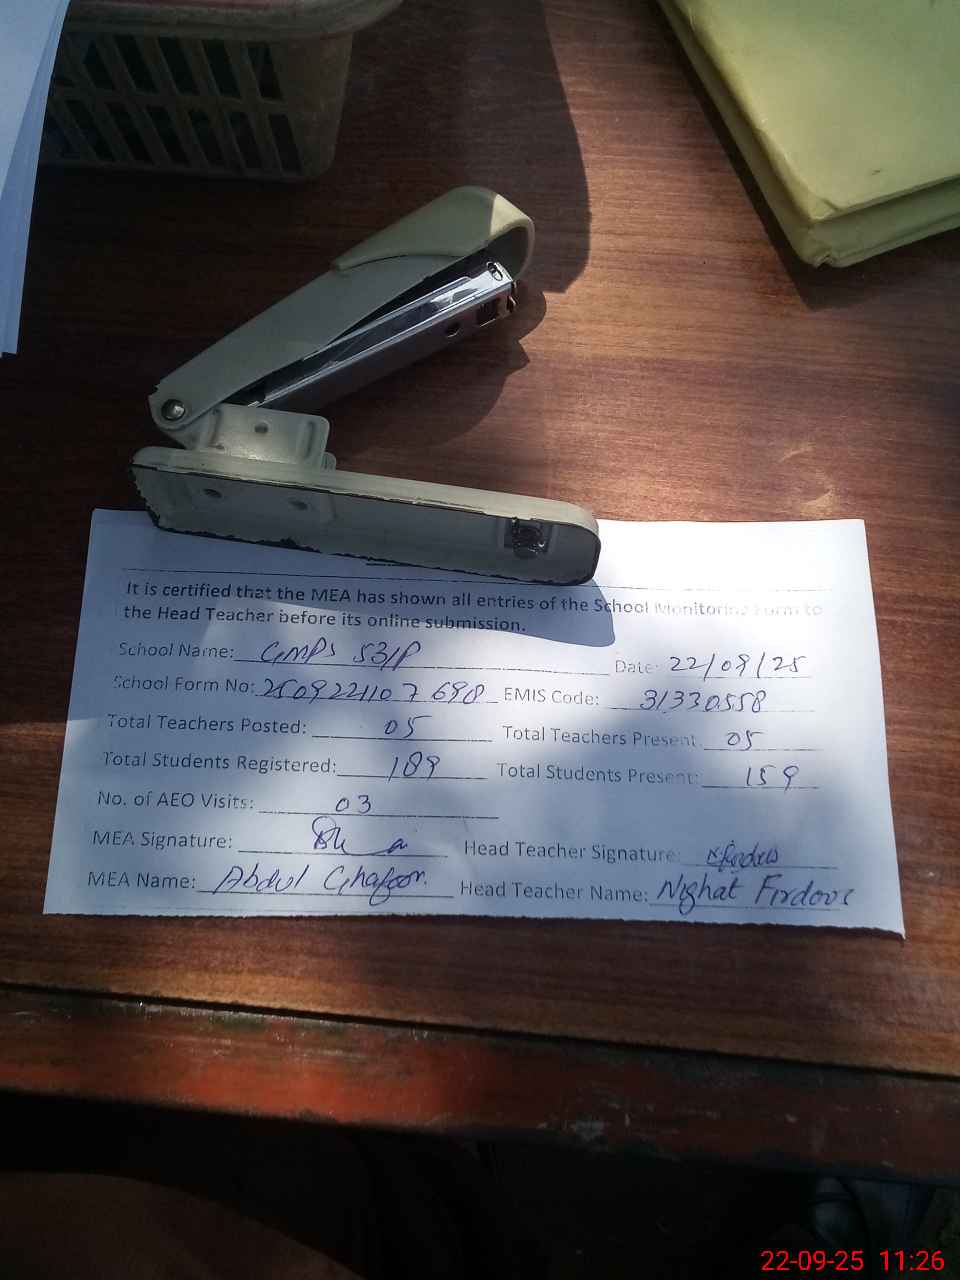 It is certified that the MEA has shown all entries of the School Monitoring Form to
the Head Teacher before its online submission.
School Name: GMPS 53/P Date: 22/09/25
School Form No: 250922110 7 698 EMIS Code: 31330558
Total Teachers Posted: 05 Total Teachers Present: 05
Total Students Registered: 189 Total Students Present: 159
No. of AEO Visits: 03
MEA Signature: Head Teacher Signature:
MEA Name: Abdul Ghafoor. Head Teacher Name: Nighat Firdous
22-09-25 11:26